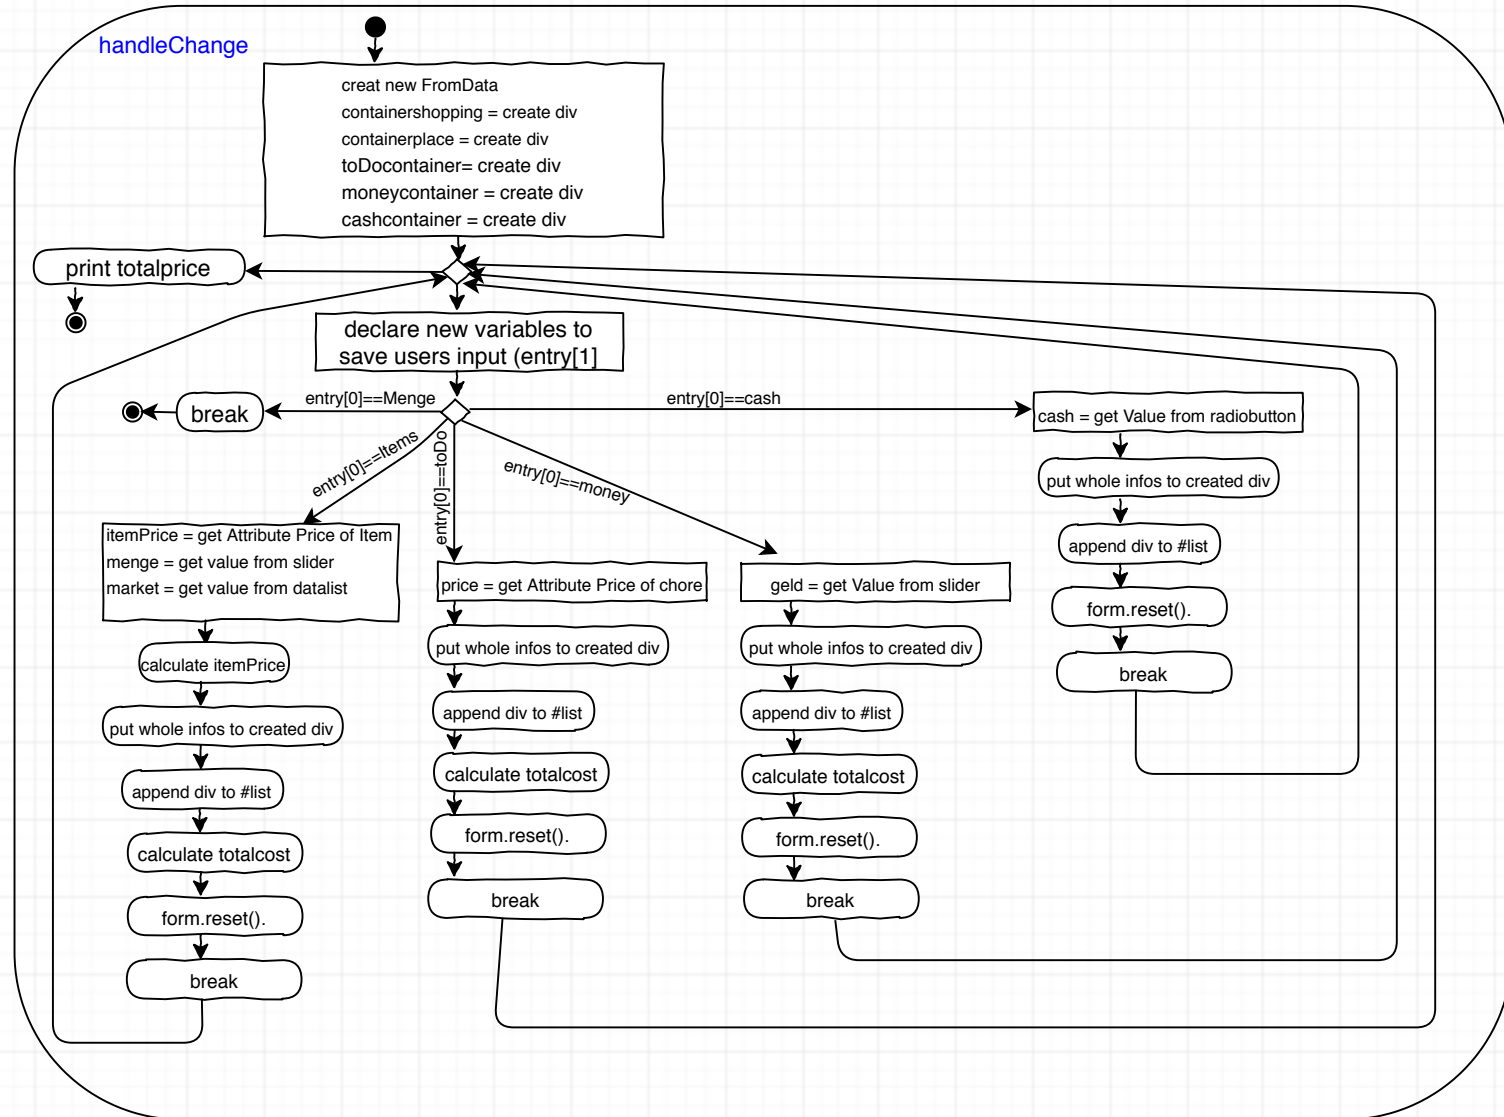 handleChange
creat new FromData
containershopping = create div
containerplace = create div
toDocontainer= create div
moneycontainer = create div
cashcontainer = create div
print totalprice
declare new variables to
save users input (entry[1]
entry[0]==Menge
break
entry[0]==cash
entry[0]==Items
entry[0]==toDo
entry[0]==money
cash = get Value from radiobutton
put whole infos to created div
append div to #list
form.reset().
break
itemPrice = get Attribute Price of Item
menge = get value from slider
market = get value from datalist
calculate itemPrice
put whole infos to created div
append div to #list
calculate totalcost
form.reset().
break
price = get Attribute Price of chore
put whole infos to created div
append div to #list
calculate totalcost
form.reset().
break
geld = get Value from slider
put whole infos to created div
append div to #list
calculate totalcost
form.reset().
break